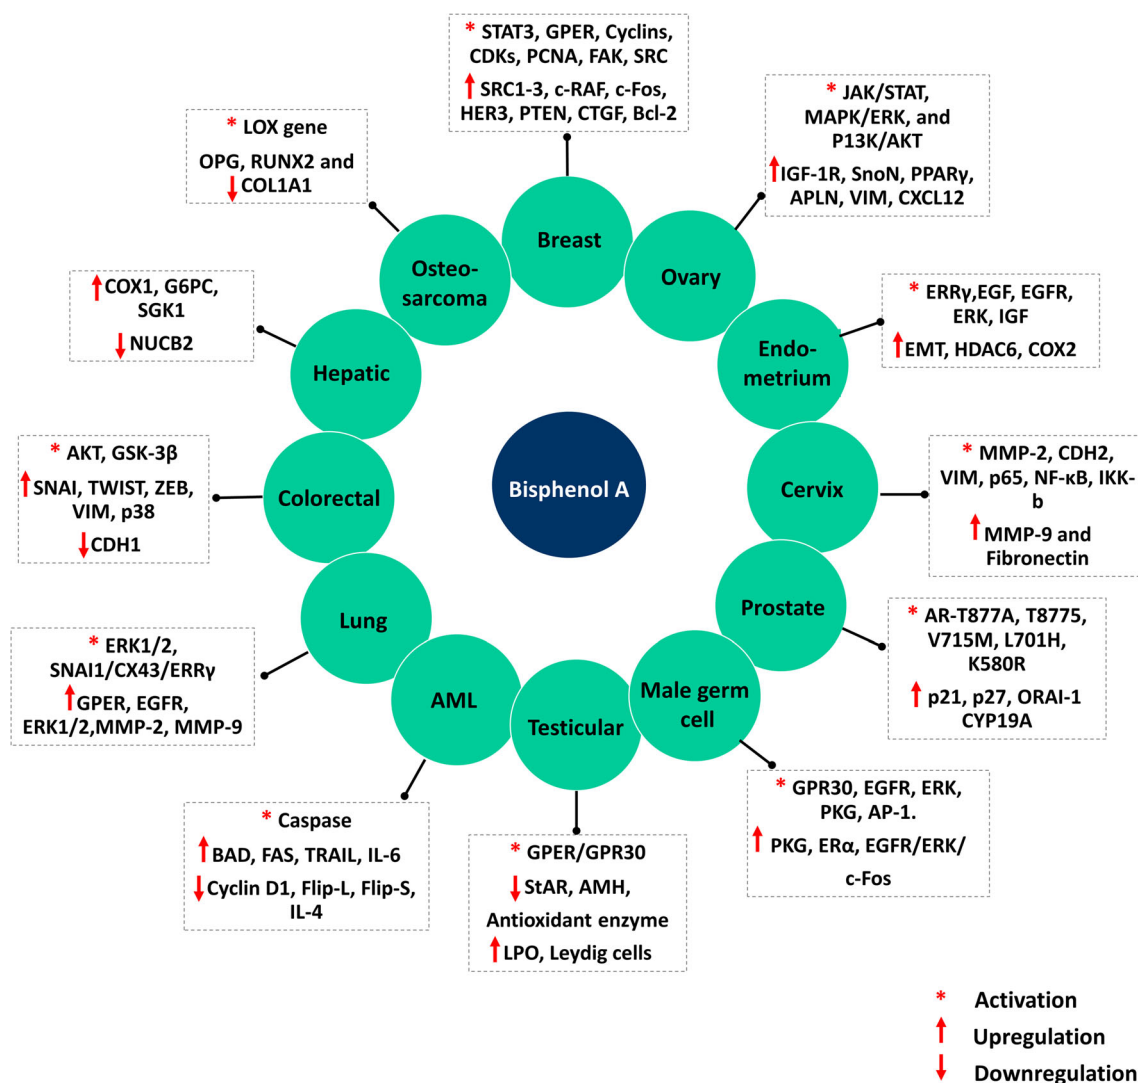 * STAT3, GPER, Cyclins,
CDKs, PCNA, FAK, SRC
↑ SRC1-3, c-RAF, c-Fos,
HER3, PTEN, CTGF, Bcl-2
* JAK/STAT,
MAPK/ERK, and
P13K/AKT
↑ IGF-1R, SnoN, PPARγ,
APLN, VIM, CXCL12
* ERRγ,EGF, EGFR,
ERK, IGF
↑ EMT, HDAC6, COX2
* MMP-2, CDH2,
VIM, p65, NF-κB, IKK-
b
↑ MMP-9 and
Fibronectin
* AR-T877A, T8775,
V715M, L701H,
K580R
↑ p21, p27, ORAI-1
CYP19A
* GPR30, EGFR, ERK,
PKG, AP-1.
↑ PKG, ERα, EGFR/ERK/
c-Fos
* GPER/GPR30
↓ StAR, AMH,
Antioxidant enzyme
↑ LPO, Leydig cells
* Caspase
↑ BAD, FAS, TRAIL, IL-6
↓ Cyclin D1, Flip-L, Flip-S,
IL-4
* ERK1/2,
SNAI1/CX43/ERRγ
↑ GPER, EGFR,
ERK1/2,MMP-2, MMP-9
* AKT, GSK-3β
↑ SNAI, TWIST, ZEB,
VIM, p38
↓ CDH1
↑ COX1, G6PC,
SGK1
↓ NUCB2
* LOX gene
OPG, RUNX2 and
↓ COL1A1
Breast
Ovary
Endo-
metrium
Cervix
Prostate
Male germ
cell
Testicular
AML
Lung
Colorectal
Hepatic
Osteo-
sarcoma
Bisphenol A
* Activation
↑ Upregulation
↓ Downregulation